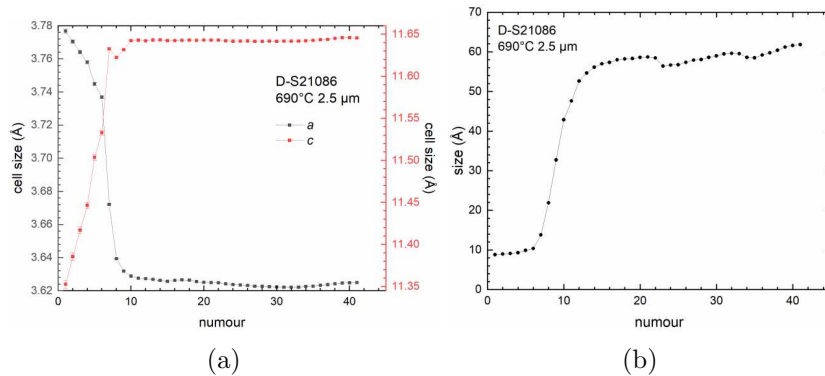 3.78
3.76
3.74
3.72
3.70
3.68
3.66
3.64
3.62
cell size (Å)
D-S21086
690°C 2.5 µm
a
c
11.65
11.60
11.55
11.50
11.45
11.40
11.35
cell size (Å)
0
10
20
30
40
numour
(a)
70
60
50
40
30
20
10
0
size (Å)
D-S21086
690°C 2.5 µm
0
10
20
30
40
numour
(b)